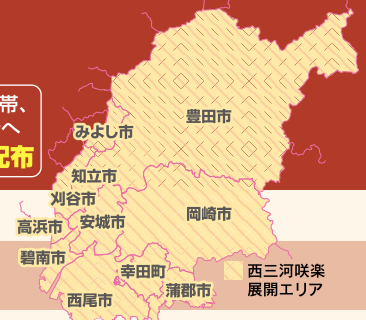 帯、
へ
配布
豊田市
みよし市
知立市
刈谷市
岡崎市
高浜市
安城市
碧南市
幸田町
西三河咲楽
展開エリア
蒲郡市
西尾市